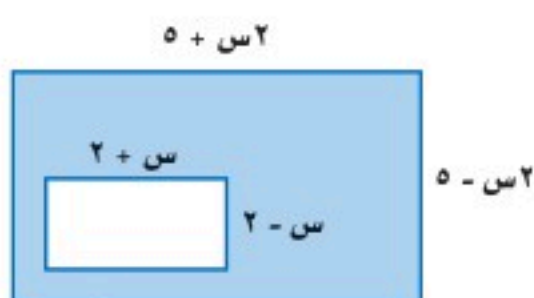 ٢س + ٥
س + ٢
٢س - ٥
س - ٢